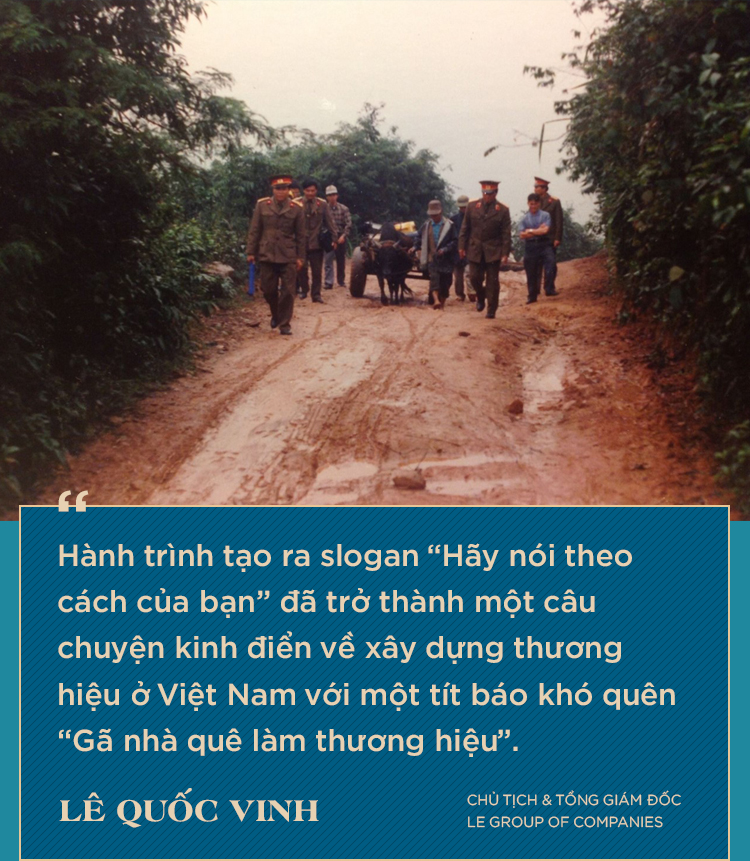 “
Hành trình tạo ra slogan “Hãy nói theo
cách của bạn” đã trở thành một câu
chuyện kinh điển về xây dựng thương
hiệu ở Việt Nam với một tít báo khó quên
“Gã nhà quê làm thương hiệu”.
LÊ QUỐC VINH
CHỦ TỊCH & TỔNG GIÁM ĐỐC
LE GROUP OF COMPANIES